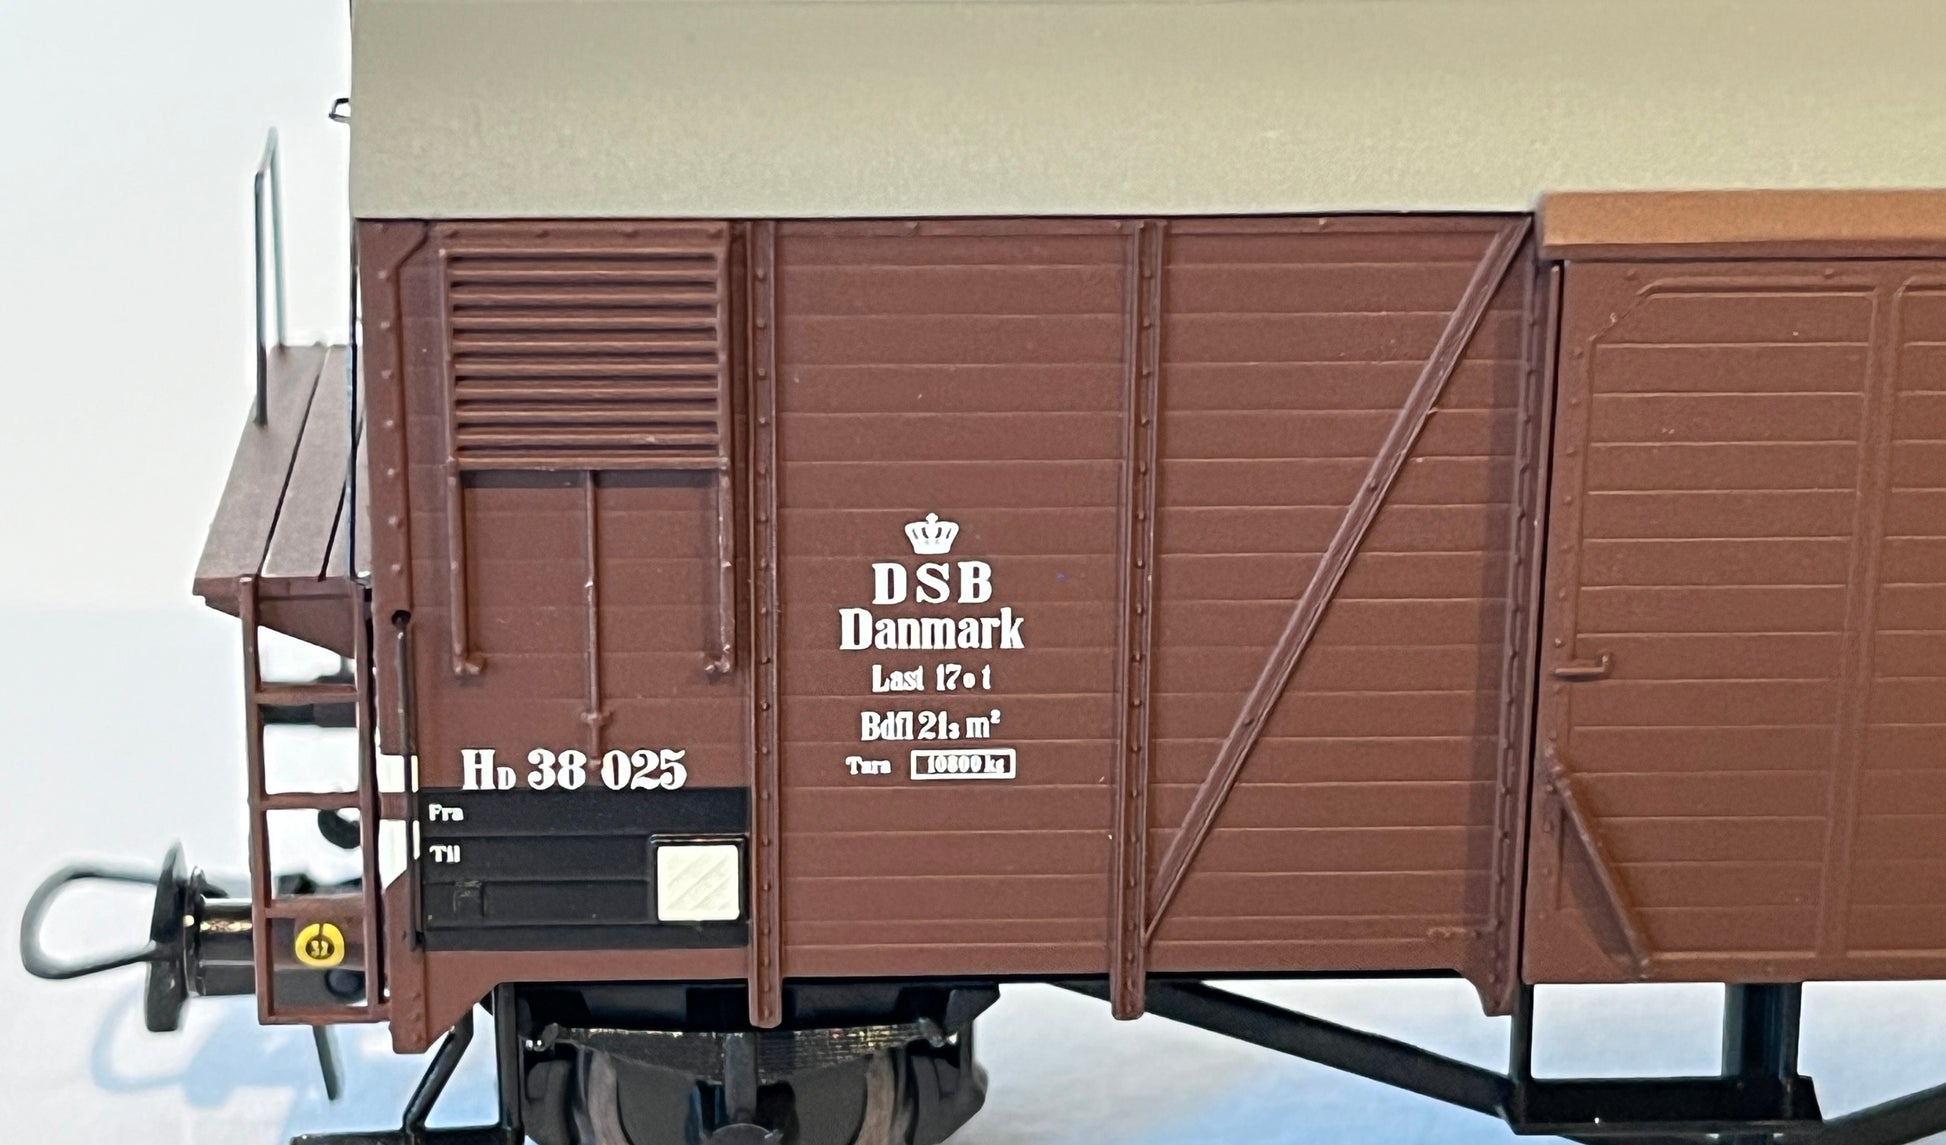 DSB
Danmark
Last 17.0 t
Bdfl 21,3 m²
Tara 10800 kg
HD 38 025
Fra
Til